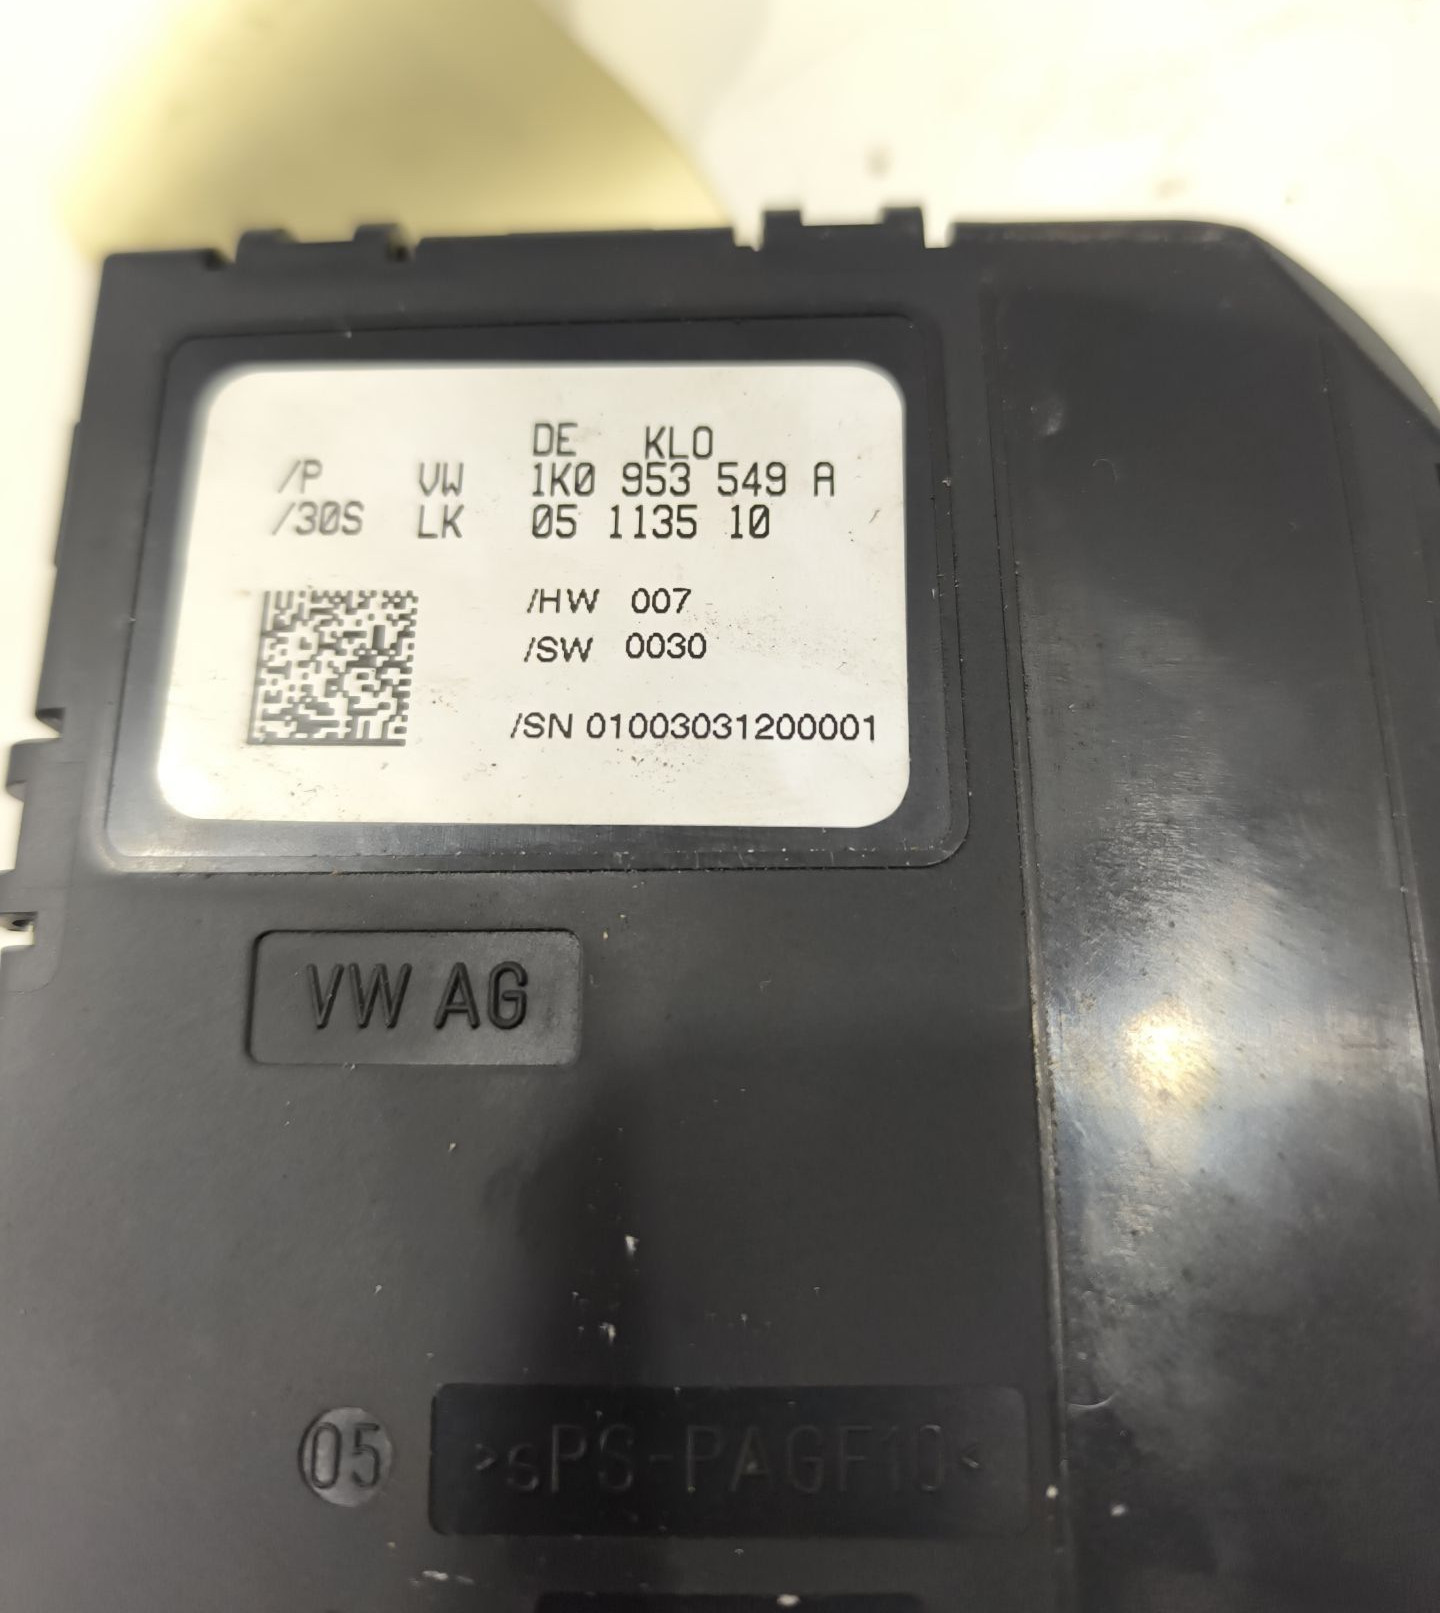 DE KLO
/P VW 1K0 953 549 A
/30S LK 05 1135 10
/HW 007
/SW 0030
/SN 01003031200001
VW AG
05 >sPS-PAGF10<